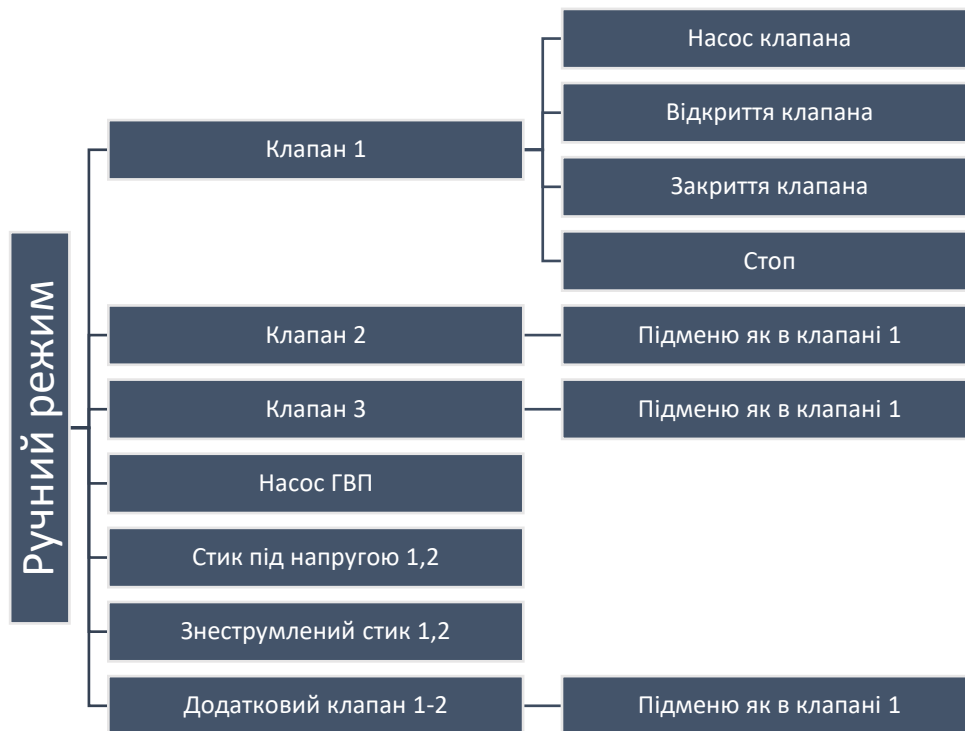 Ручний режим
Клапан 1
Насос клапана
Відкриття клапана
Закриття клапана
Стоп
Клапан 2
Підменю як в клапані 1
Клапан 3
Підменю як в клапані 1
Насос ГВП
Стик під напругою 1,2
Знеструмлений стик 1,2
Додатковий клапан 1-2
Підменю як в клапані 1